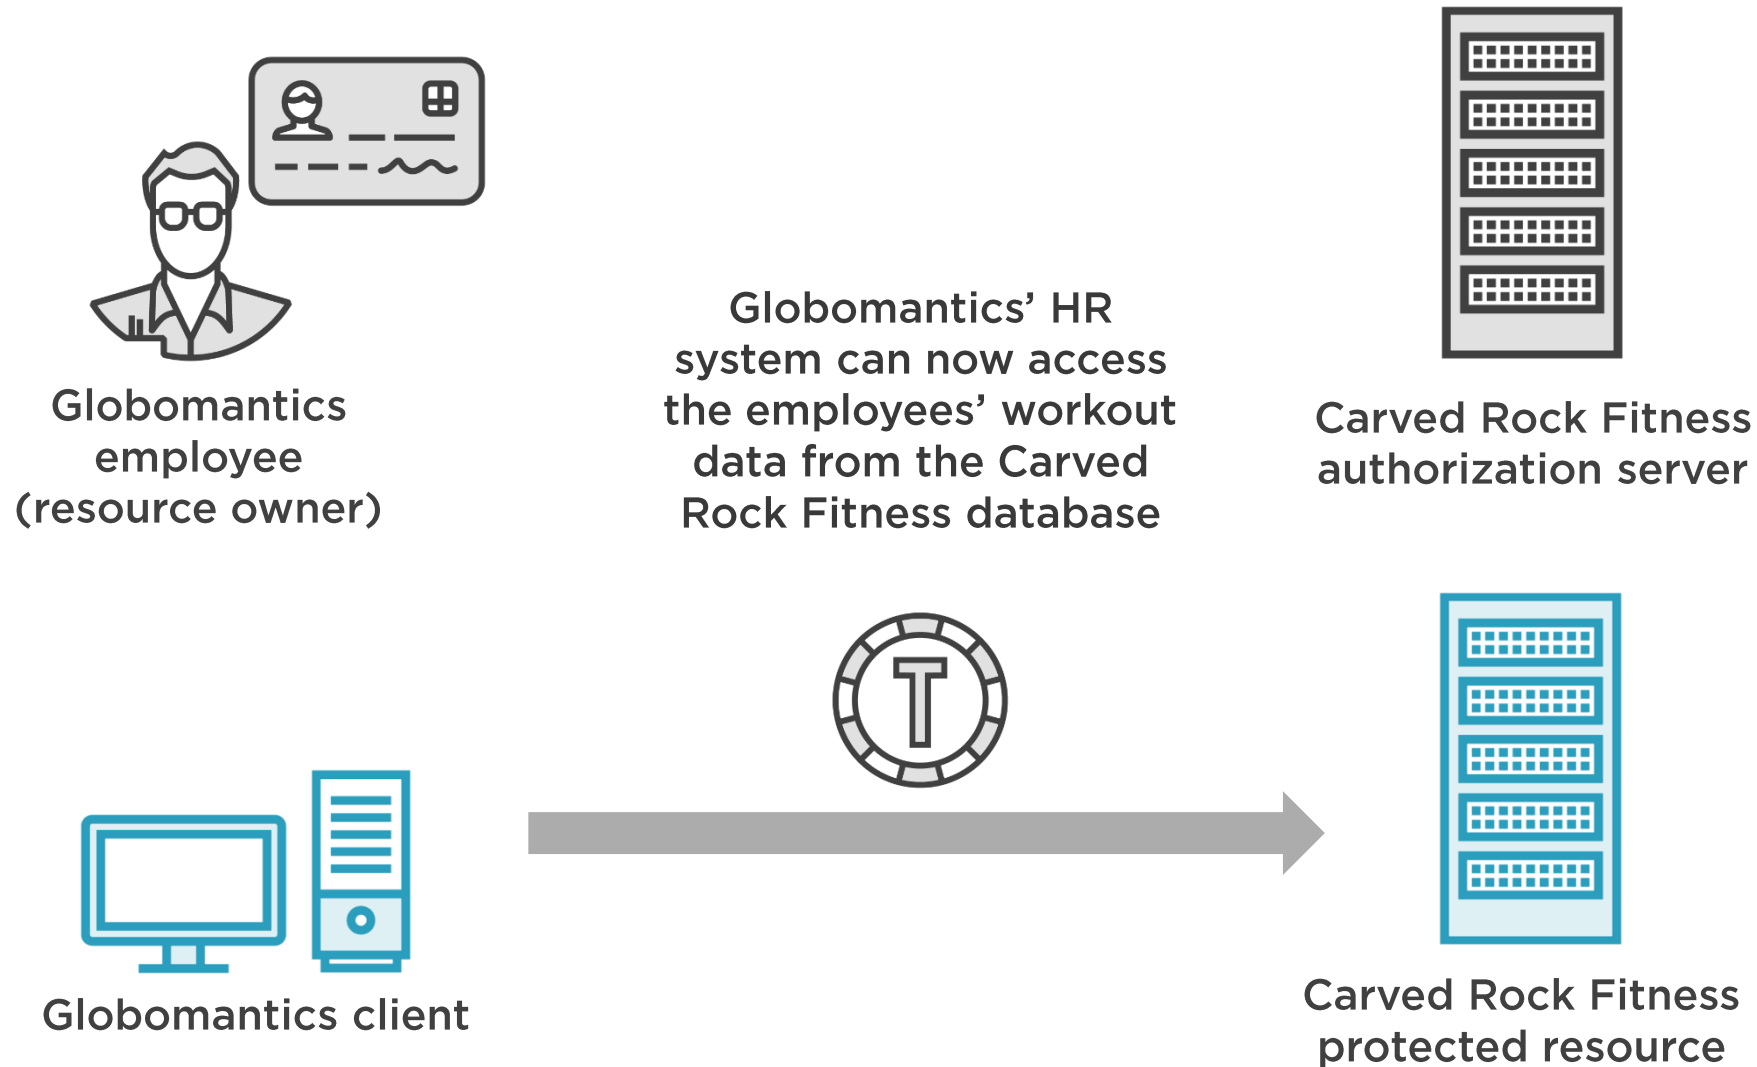 Globomantics
employee
(resource owner)
Globomantics’ HR
system can now access
the employees’ workout
data from the Carved
Rock Fitness database
Carved Rock Fitness
authorization server
T
Globomantics client
Carved Rock Fitness
protected resource